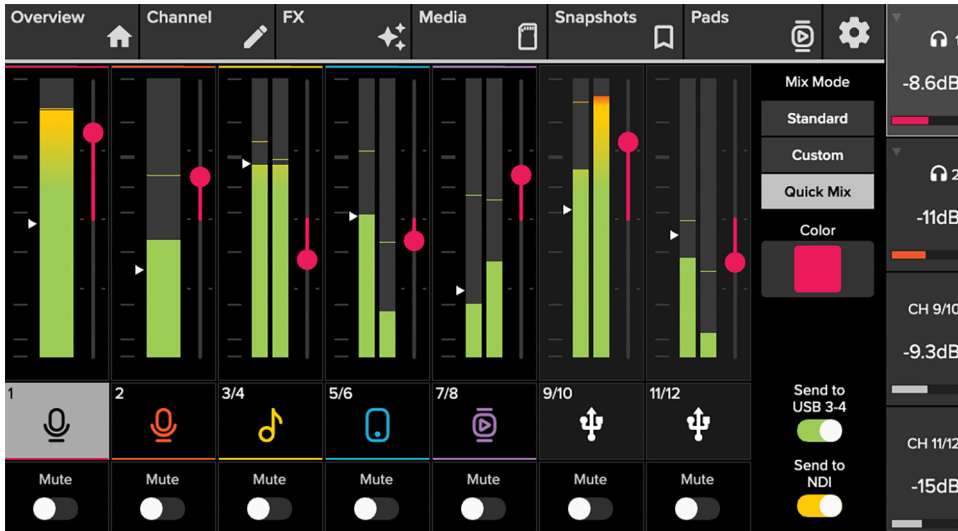 Overview
Channel
FX
Media
Snapshots
Pads
1
-8.6dB
2
-11dB
CH 9/10
-9.3dB
CH 11/12
-15dB
Mix Mode
Standard
Custom
Quick Mix
Color
Send to
USB 3-4
Send to
NDI
1
2
3/4
5/6
7/8
9/10
11/12
Mute
Mute
Mute
Mute
Mute
Mute
Mute